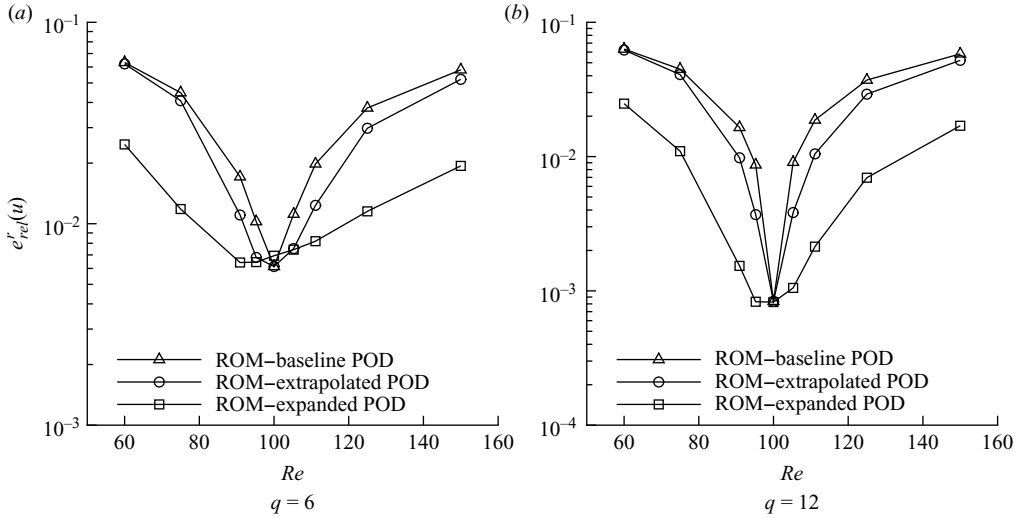 (a)
10⁻¹
10⁻²
10⁻³
e^r_rel(u)
ROM−baseline POD
ROM−extrapolated POD
ROM−expanded POD
60 80 100 120 140 160
Re
q = 6
(b)
10⁻¹
10⁻²
10⁻³
10⁻⁴
ROM−baseline POD
ROM−extrapolated POD
ROM−expanded POD
60 80 100 120 140 160
Re
q = 12